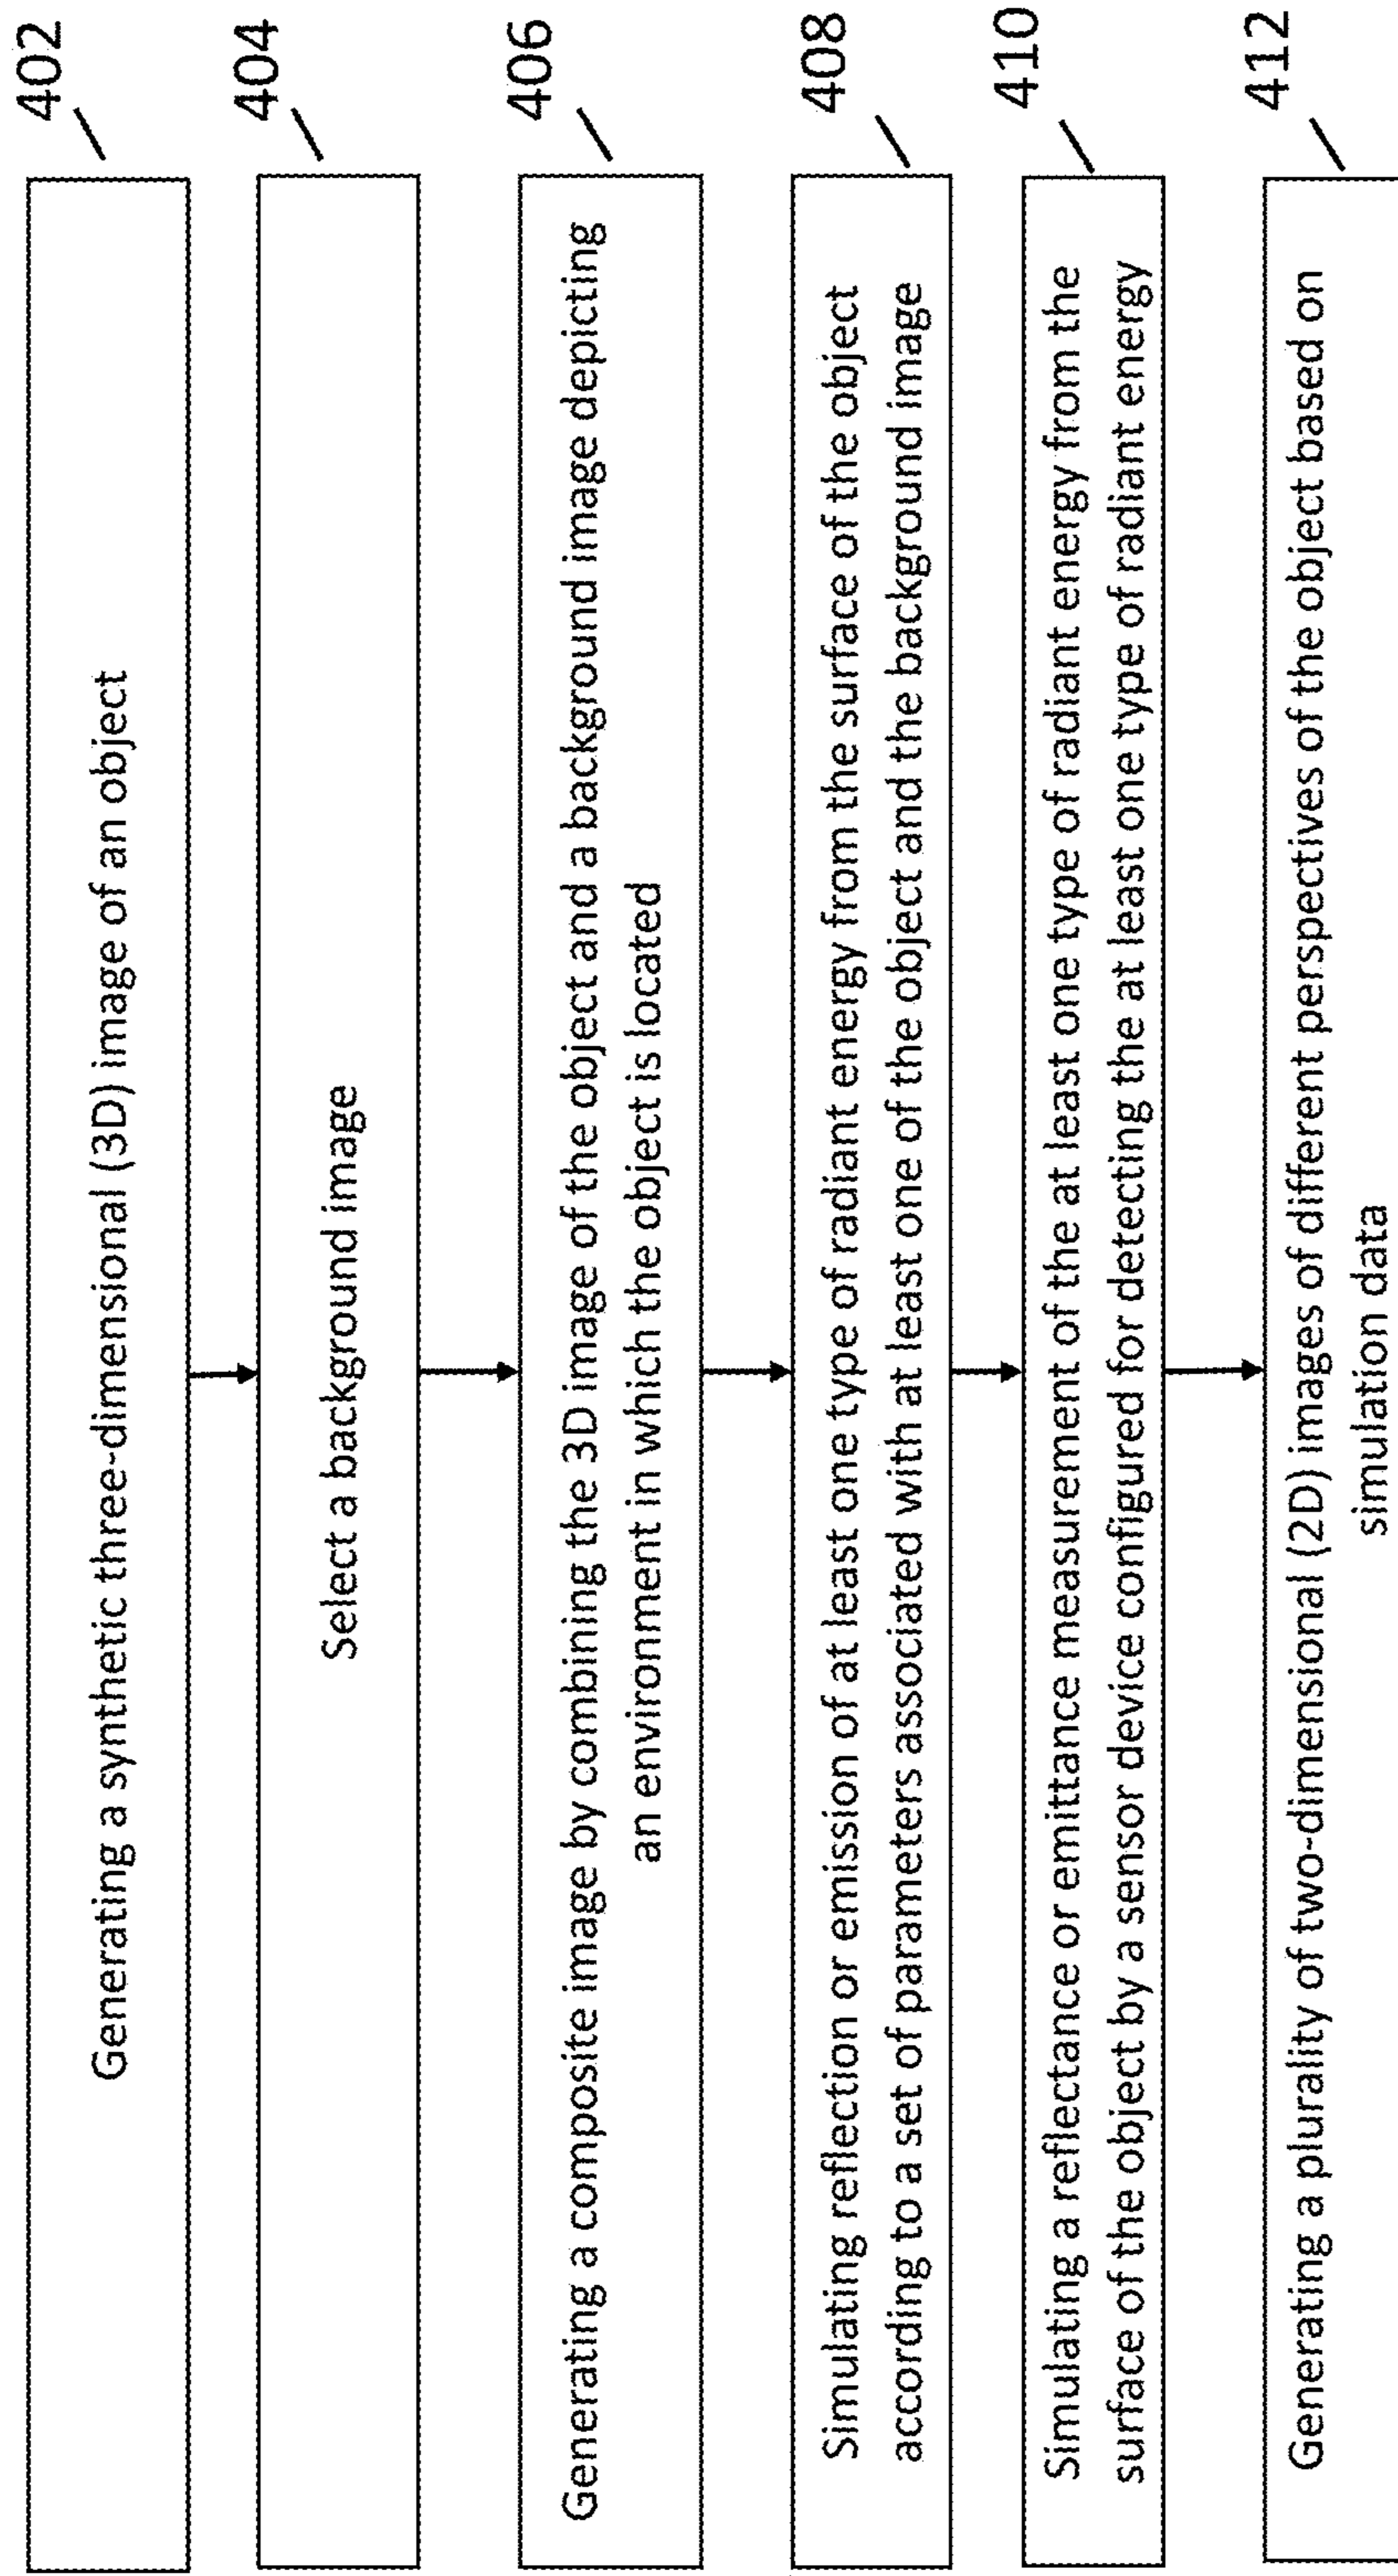 402
Generating a synthetic three-dimensional (3D) image of an object
404
Select a background image
406
Generating a composite image by combining the 3D image of the object and a background image depicting
an environment in which the object is located
408
Simulating reflection or emission of at least one type of radiant energy from the surface of the object
according to a set of parameters associated with at least one of the object and the background image
410
Simulating a reflectance or emittance measurement of the at least one type of radiant energy from the
surface of the object by a sensor device configured for detecting the at least one type of radiant energy
412
Generating a plurality of two-dimensional (2D) images of different perspectives of the object based on
simulation data